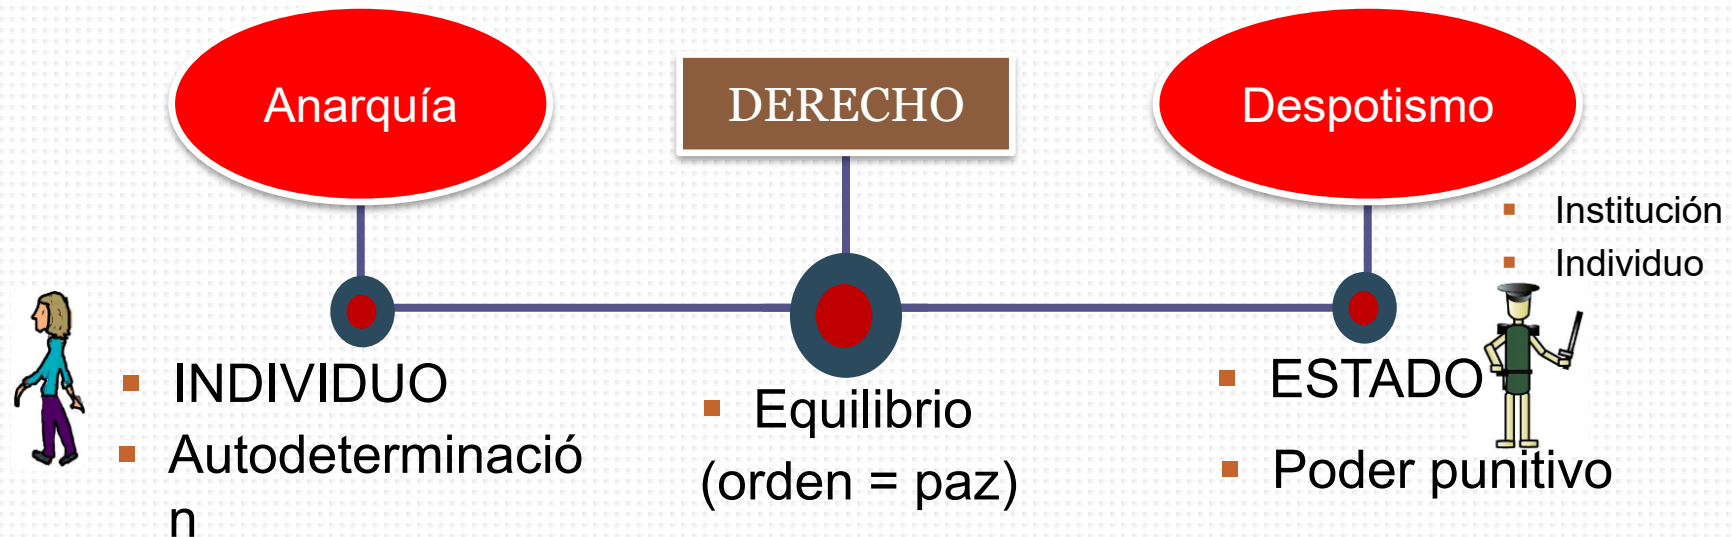 Anarquía
DERECHO
Despotismo
Institución
Individuo
INDIVIDUO
Autodeterminació
n
Equilibrio
(orden = paz)
ESTADO
Poder punitivo